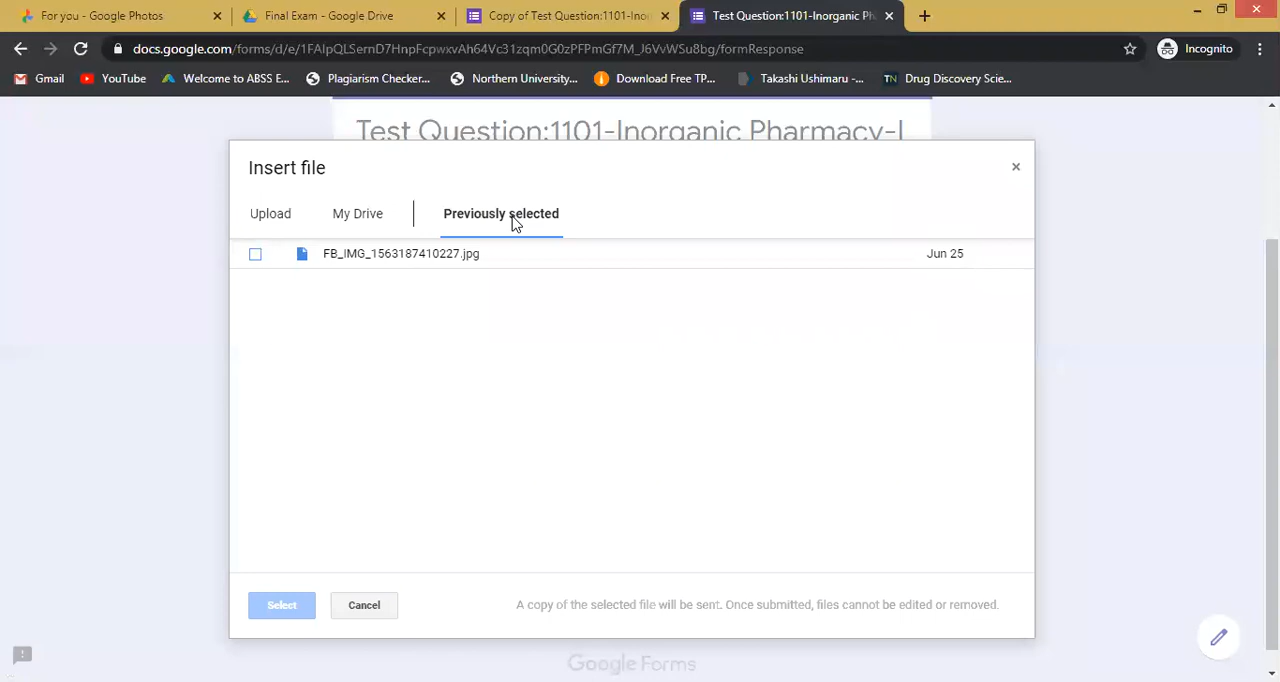 For you - Google Photos
Final Exam - Google Drive
Copy of Test Question:1101-Inor
Test Question:1101-Inorganic Ph
docs.google.com/forms/d/e/1FAIpQLSernD7HnpFcpwxvAh64Vc31zqm0G0zPFPmGf7M_J6VvWSu8bg/formResponse
Incognito
Gmail
YouTube
Welcome to ABSS E...
Plagiarism Checker...
Northern University...
Download Free TP...
Takashi Ushimaru -...
TN
Drug Discovery Scie...
Test Question:1101-Inorganic Pharmacy-I
Insert file
Upload
My Drive
Previously selected
FB_IMG_1563187410227.jpg
Jun 25
Select
Cancel
A copy of the selected file will be sent. Once submitted, files cannot be edited or removed.
Google Forms